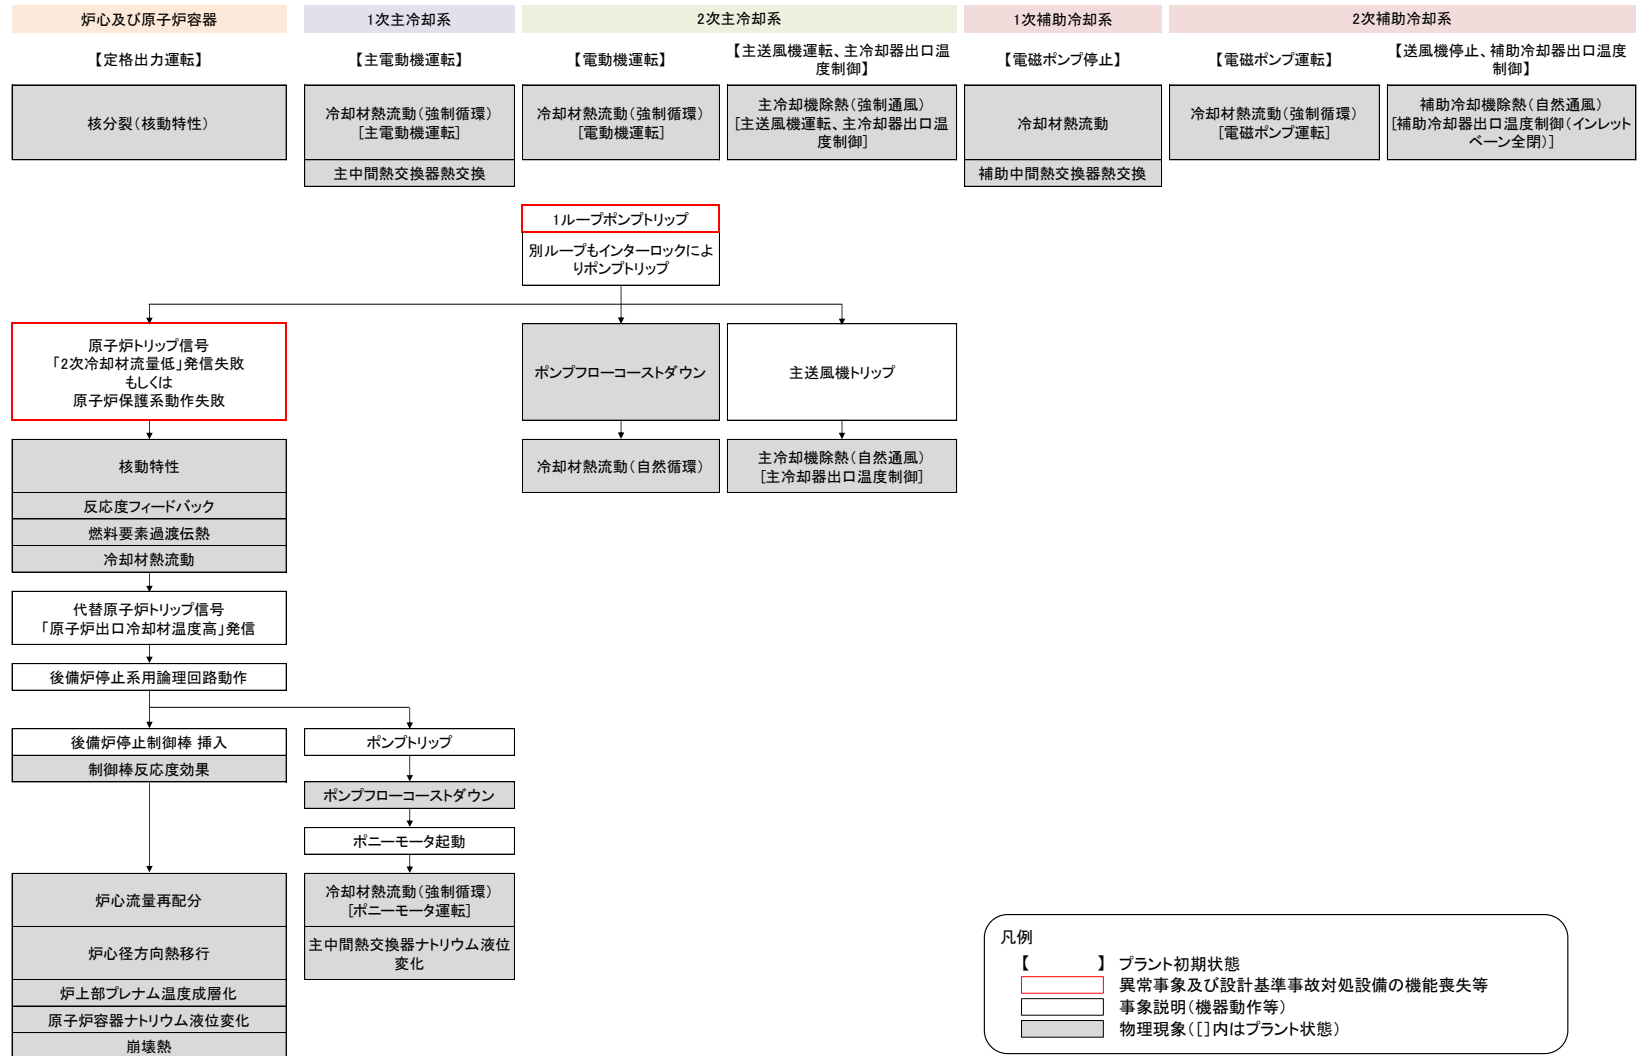 炉心及び原子炉容器
1次主冷却系
2次主冷却系
1次補助冷却系
2次補助冷却系
【定格出力運転】
【主電動機運転】
【電動機運転】
【主送風機運転、主冷却器出口温
度制御】
【電磁ポンプ停止】
【電磁ポンプ運転】
【送風機停止、補助冷却器出口温度
制御】
核分裂(核動特性)
冷却材熱流動(強制循環)
[主電動機運転]
冷却材熱流動(強制循環)
[電動機運転]
主冷却機除熱(強制通風)
[主送風機運転、主冷却器出口温
度制御]
冷却材熱流動
冷却材熱流動(強制循環)
[電磁ポンプ運転]
補助冷却機除熱(自然通風)
[補助冷却器出口温度制御(インレット
ベーン全閉)]
主中間熱交換器熱交換
補助中間熱交換器熱交換
1ループポンプトリップ
別ループもインターロックによ
りポンプトリップ
原子炉トリップ信号
「2次冷却材流量低」発信失敗
もしくは
原子炉保護系動作失敗
ポンプフローコーストダウン
主送風機トリップ
核動特性
冷却材熱流動(自然循環)
主冷却機除熱(自然通風)
[主冷却器出口温度制御]
反応度フィードバック
燃料要素過渡伝熱
冷却材熱流動
代替原子炉トリップ信号
「原子炉出口冷却材温度高」発信
後備炉停止系用論理回路動作
後備炉停止制御棒 挿入
ポンプトリップ
制御棒反応度効果
ポンプフローコーストダウン
ポニーモータ起動
炉心流量再配分
冷却材熱流動(強制循環)
[ポニーモータ運転]
炉心径方向熱移行
主中間熱交換器ナトリウム液位
変化
炉上部プレナム温度成層化
原子炉容器ナトリウム液位変化
崩壊熱
凡例
【 】 プラント初期状態
異常事象及び設計基準事故対処設備の機能喪失等
事象説明(機器動作等)
物理現象([]内はプラント状態)